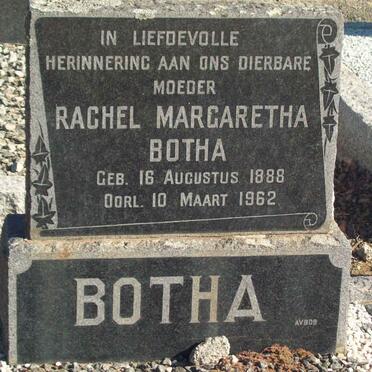 IN LIEFDEVOLLE
HERINNERING AAN ONS DIERBARE
MOEDER
RACHEL MARGARETHA
BOTHA
GEB. 16 AUGUSTUS 1888
OORL. 10 MAART 1962
BOTHA
AVBOB